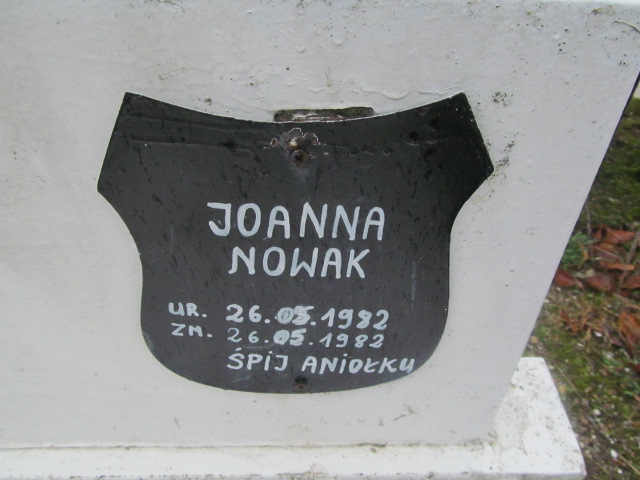 JOANNA
NOWAK
UR. 26.05.1982
ZM. 26.05.1982
ŚPIJ ANIOŁKU